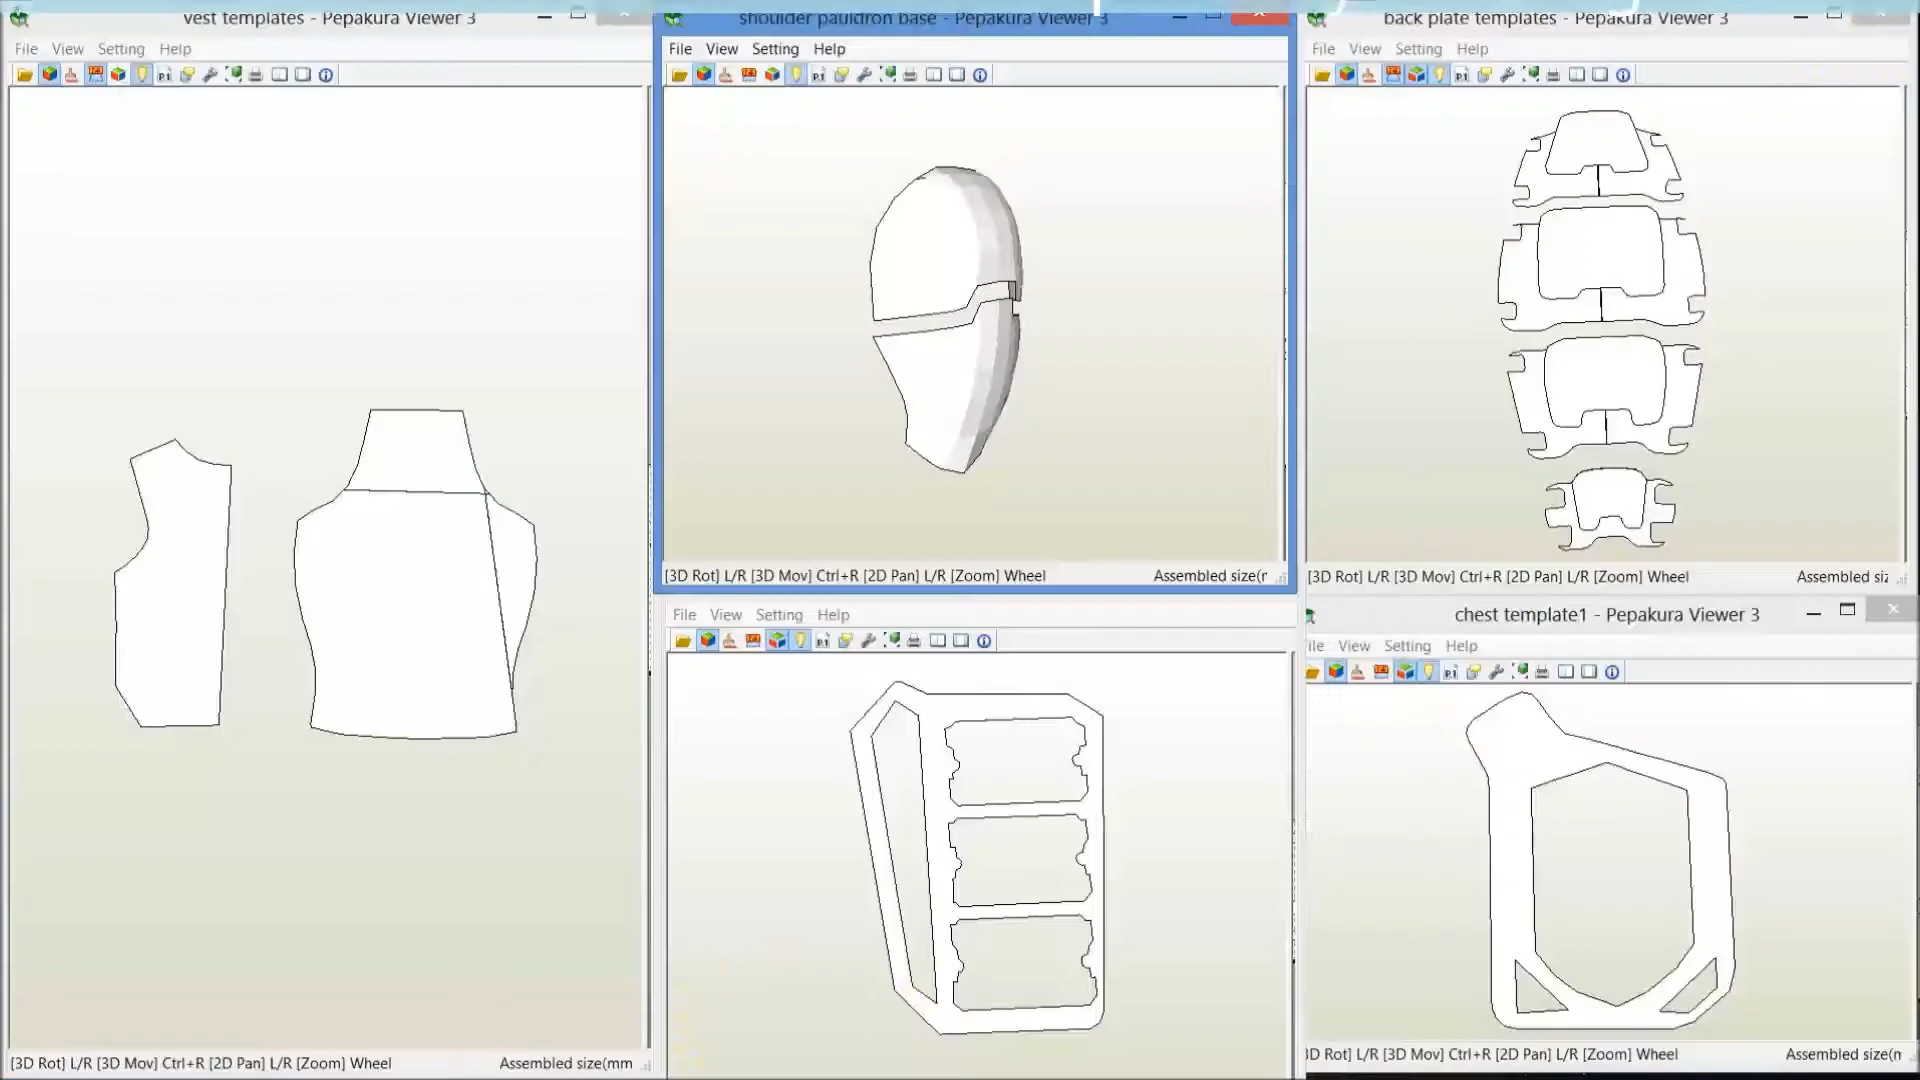 vest templates - Pepakura Viewer 3
File View Setting Help
[3D Rot] L/R [3D Mov] Ctrl+R [2D Pan] L/R [Zoom] Wheel Assembled size(mm
shoulder pauldron base - Pepakura Viewer 3
File View Setting Help
[3D Rot] L/R [3D Mov] Ctrl+R [2D Pan] L/R [Zoom] Wheel Assembled size(r
File View Setting Help
back plate templates - Pepakura Viewer 3
File View Setting Help
[3D Rot] L/R [3D Mov] Ctrl+R [2D Pan] L/R [Zoom] Wheel Assembled siz
chest template1 - Pepakura Viewer 3
ile View Setting Help
3D Rot] L/R [3D Mov] Ctrl+R [2D Pan] L/R [Zoom] Wheel Assembled size(n